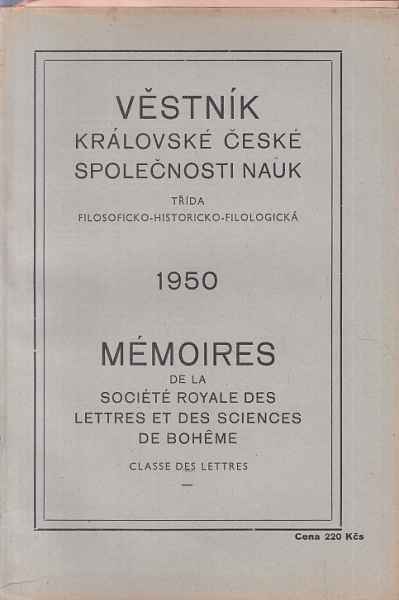 VĚSTNÍK
KRÁLOVSKÉ ČESKÉ
SPOLEČNOSTI NAUK
TŘÍDA
FILOSOFICKO-HISTORICKO-FILOLOGICKÁ
1950
MÉMOIRES
DE LA
SOCIÉTÉ ROYALE DES
LETTRES ET DES SCIENCES
DE BOHÊME
CLASSE DES LETTRES
—
Cena 220 Kčs